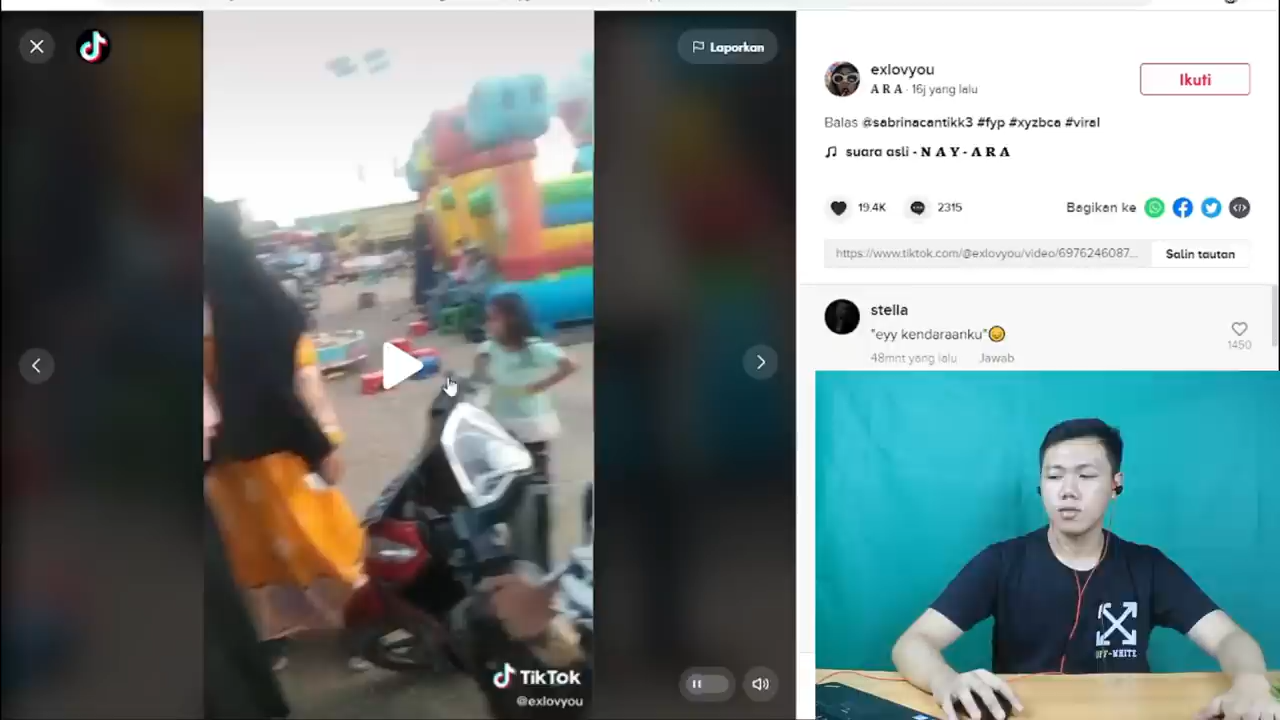 Laporkan
exlovyou
A R A · 16j yang lalu
Ikuti
Balas @sabrinacantikk3 #fyp #xyzbca #viral
suara asli - N A Y - A R A
19.4K
2315
Bagikan ke
https://www.tiktok.com/@exlovyou/video/6976246087...
Salin tautan
stella
"eyy kendaraanku"
1450
48mnt yang lalu
Jawab
TikTok
@exlovyou
OFF-WHITE